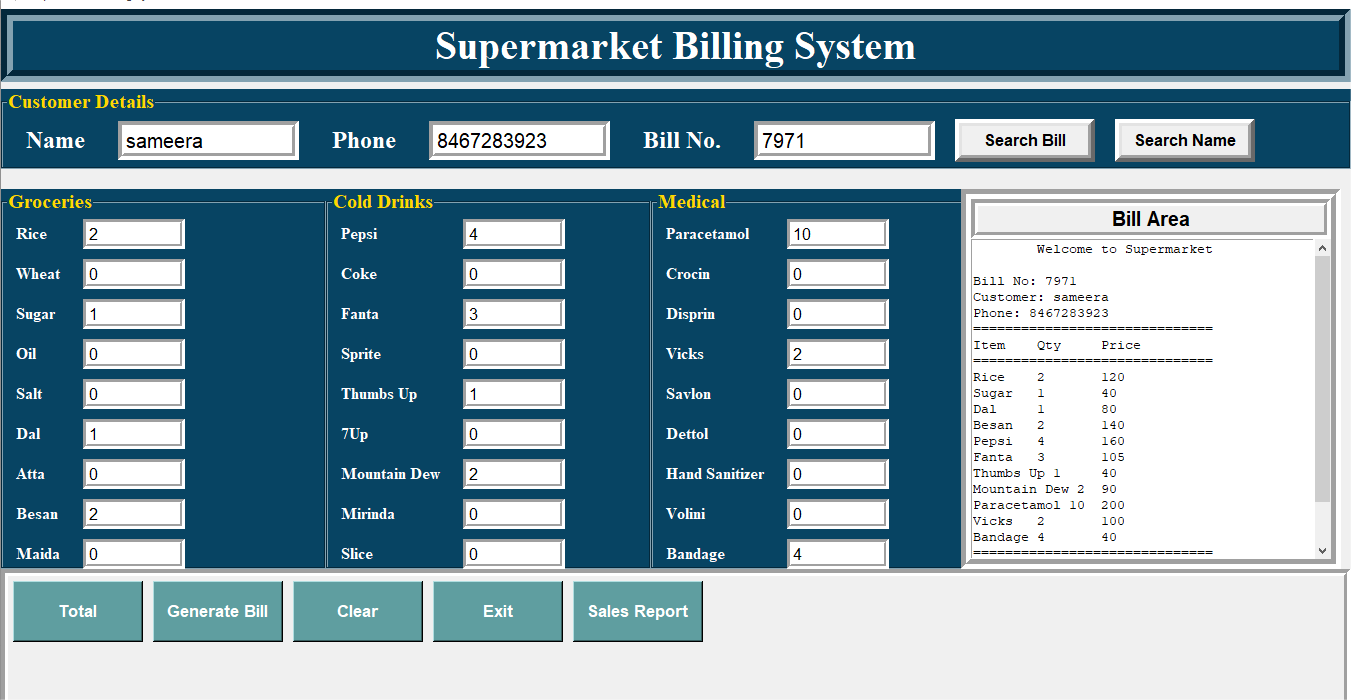 Supermarket Billing System
Customer Details
Name sameera Phone 8467283923 Bill No. 7971 Search Bill Search Name
Groceries
Rice 2
Wheat 0
Sugar 1
Oil 0
Salt 0
Dal 1
Atta 0
Besan 2
Maida 0
Cold Drinks
Pepsi 4
Coke 0
Fanta 3
Sprite 0
Thumbs Up 1
7Up 0
Mountain Dew 2
Mirinda 0
Slice 0
Medical
Paracetamol 10
Crocin 0
Disprin 0
Vicks 2
Savlon 0
Dettol 0
Hand Sanitizer 0
Volini 0
Bandage 4
Bill Area
Welcome to Supermarket
Bill No: 7971
Customer: sameera
Phone: 8467283923
==============================
Item Qty Price
==============================
Rice 2 120
Sugar 1 40
Dal 1 80
Besan 2 140
Pepsi 4 160
Fanta 3 105
Thumbs Up 1 40
Mountain Dew 2 90
Paracetamol 10 200
Vicks 2 100
Bandage 4 40
==============================
Total Generate Bill Clear Exit Sales Report